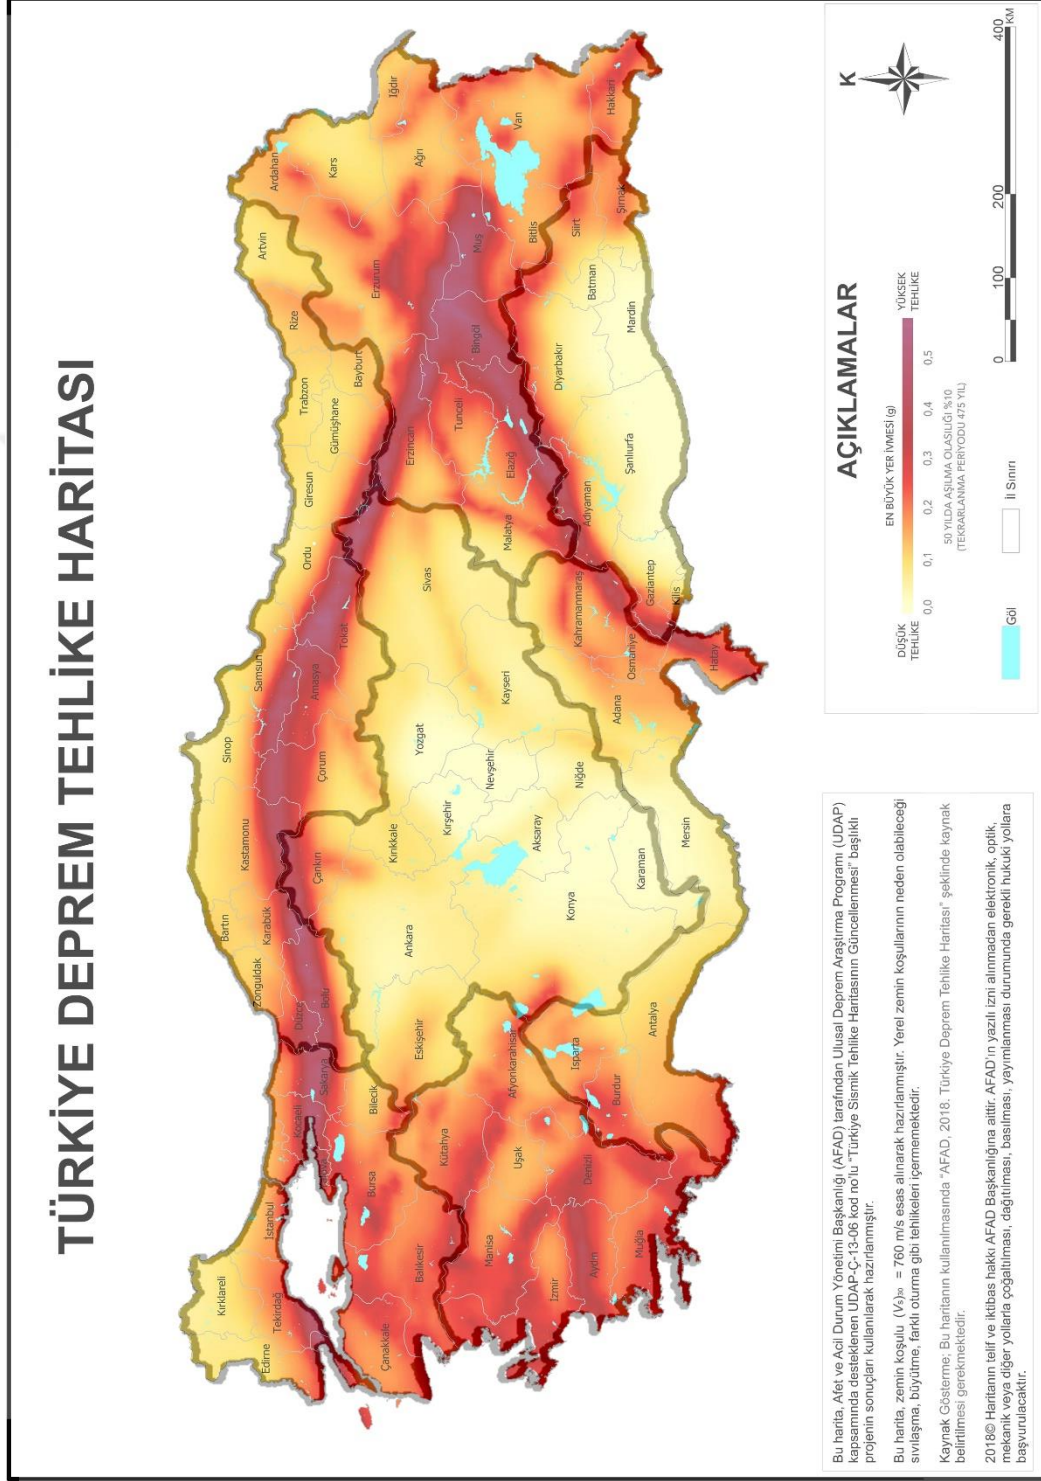 TÜRKİYE DEPREM TEHLİKE HARİTASI
Kırklareli
Edirne
Tekirdağ
İstanbul
Kocaeli
Yalova
Sakarya
Düzce
Bolu
Zonguldak
Bartın
Karabük
Kastamonu
Çankırı
Sinop
Çorum
Samsun
Amasya
Tokat
Ordu
Giresun
Gümüşhane
Trabzon
Bayburt
Rize
Artvin
Ardahan
Kars
Iğdır
Ağrı
Erzurum
Erzincan
Çanakkale
Balıkesir
Bursa
Bilecik
Kütahya
Eskişehir
Ankara
Kırıkkale
Kırşehir
Yozgat
Sivas
Tunceli
Bingöl
Muş
Van
Bitlis
Hakkari
Elazığ
Malatya
Manisa
Uşak
Afyonkarahisar
İzmir
Aydın
Denizli
Muğla
Burdur
Isparta
Antalya
Konya
Aksaray
Nevşehir
Kayseri
Niğde
Karaman
Mersin
Adana
Osmaniye
Kahramanmaraş
Hatay
Kilis
Gaziantep
Adıyaman
Şanlıurfa
Diyarbakır
Mardin
Batman
Siirt
Şırnak
Bu harita, Afet ve Acil Durum Yönetimi Başkanlığı (AFAD) tarafından Ulusal Deprem Araştırma Programı (UDAP)
kapsamında desteklenen UDAP-Ç-13-06 kod no'lu "Türkiye Sismik Tehlike Haritasının Güncellenmesi" başlıklı
projenin sonuçları kullanılarak hazırlanmıştır.
Bu harita, zemin koşulu (Vs)30 = 760 m/s esas alınarak hazırlanmıştır. Yerel zemin koşullarının neden olabileceği
sıvılaşma, büyütme, farklı oturma gibi tehlikeleri içermemektedir.
Kaynak Gösterme; Bu haritanın kullanılmasında "AFAD, 2018. Türkiye Deprem Tehlike Haritası" şeklinde kaynak
belirtilmesi gerekmektedir.
2018© Haritanın telif ve iktibas hakkı AFAD Başkanlığına aittir. AFAD'ın yazılı izni alınmadan elektronik, optik,
mekanik veya diğer yollarla çoğaltılması, dağıtılması, basılması, yayımlanması durumunda gerekli hukuki yollara
başvurulacaktır.
AÇIKLAMALAR
K
EN BÜYÜK YER İVMESİ (g)
DÜŞÜK
TEHLİKE
YÜKSEK
TEHLİKE
0,0 0,1 0,2 0,3 0,4 0,5
50 YILDA AŞILMA OLASILIĞI %10
(TEKRARLANMA PERİYODU 475 YIL)
Göl
İl Sınırı
0 100 200 400
KM